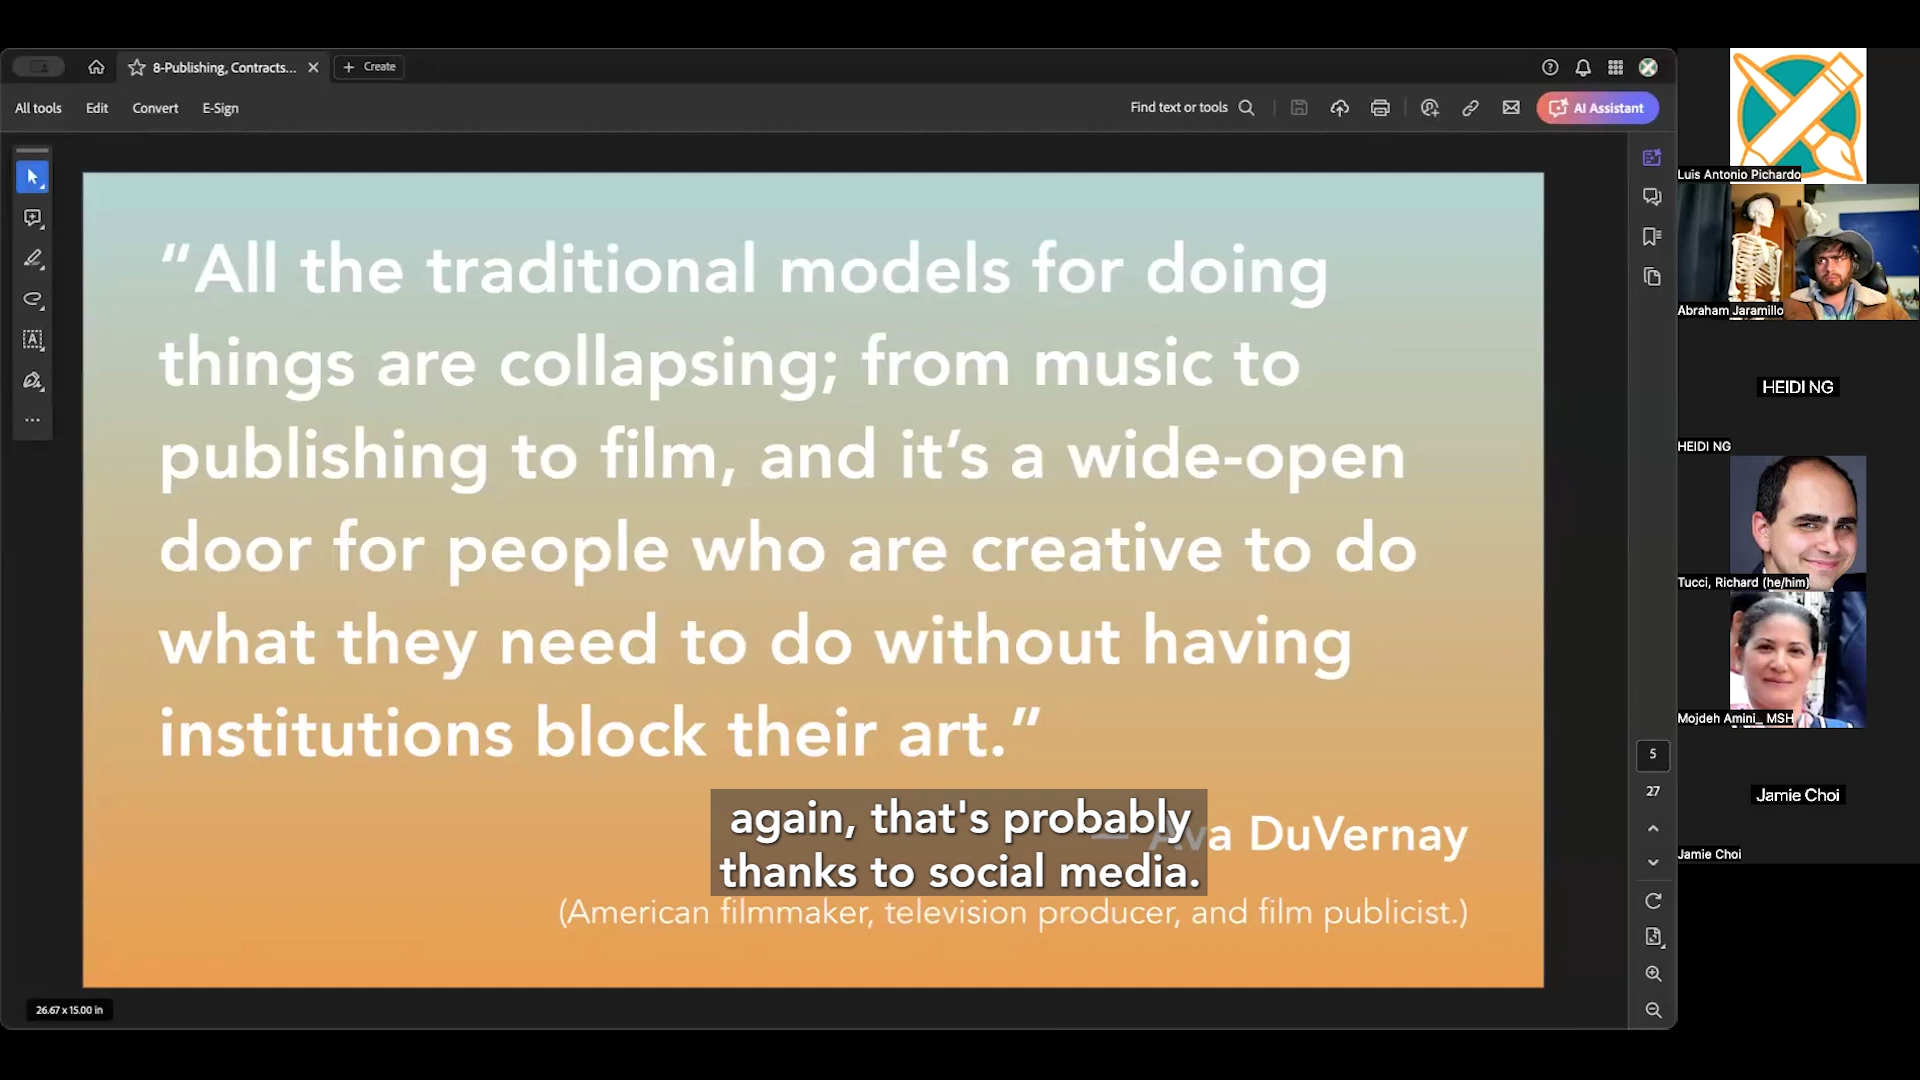 8-Publishing, Contracts...
Create
All tools
Edit
Convert
E-Sign
Find text or tools
AI Assistant
“All the traditional models for doing
things are collapsing; from music to
publishing to film, and it’s a wide-open
door for people who are creative to do
what they need to do without having
institutions block their art.”
— Ava DuVernay
(American filmmaker, television producer, and film publicist.)
again, that's probably
thanks to social media.
5
27
26.67 x 15.00 in
Luis Antonio Pichardo
Abraham Jaramillo
HEIDI NG
HEIDI NG
Tucci, Richard (he/him)
Mojdeh Amini_ MSH
Jamie Choi
Jamie Choi